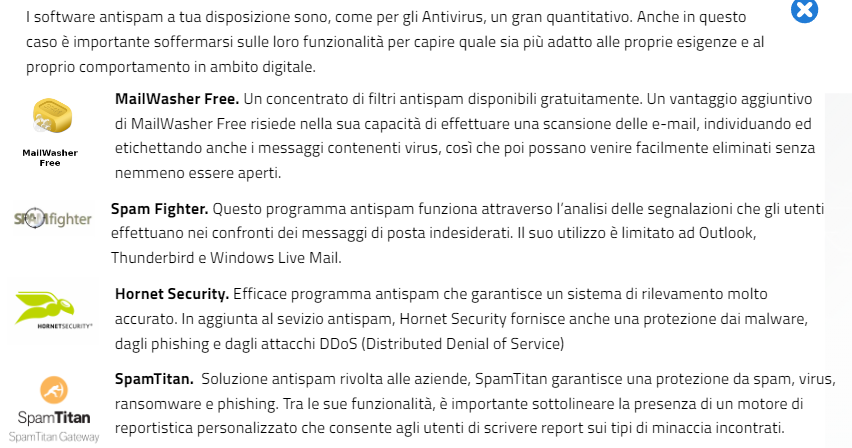 I software antispam a tua disposizione sono, come per gli Antivirus, un gran quantitativo. Anche in questo
caso è importante soffermarsi sulle loro funzionalità per capire quale sia più adatto alle proprie esigenze e al
proprio comportamento in ambito digitale.
MailWasher Free. Un concentrato di filtri antispam disponibili gratuitamente. Un vantaggio aggiuntivo
di MailWasher Free risiede nella sua capacità di effettuare una scansione delle e-mail, individuando ed
etichettando anche i messaggi contenenti virus, così che poi possano venire facilmente eliminati senza
nemmeno essere aperti.
MailWasher
Free
Spam Fighter. Questo programma antispam funziona attraverso l’analisi delle segnalazioni che gli utenti
effettuano nei confronti dei messaggi di posta indesiderati. Il suo utilizzo è limitato ad Outlook,
Thunderbird e Windows Live Mail.
SPAMfighter
Hornet Security. Efficace programma antispam che garantisce un sistema di rilevamento molto
accurato. In aggiunta al sevizio antispam, Hornet Security fornisce anche una protezione dai malware,
dagli phishing e dagli attacchi DDoS (Distributed Denial of Service)
HORNETSECURITY
SpamTitan. Soluzione antispam rivolta alle aziende, SpamTitan garantisce una protezione da spam, virus,
ransomware e phishing. Tra le sue funzionalità, è importante sottolineare la presenza di un motore di
reportistica personalizzato che consente agli utenti di scrivere report sui tipi di minaccia incontrati.
SpamTitan
SpamTitan Gateway